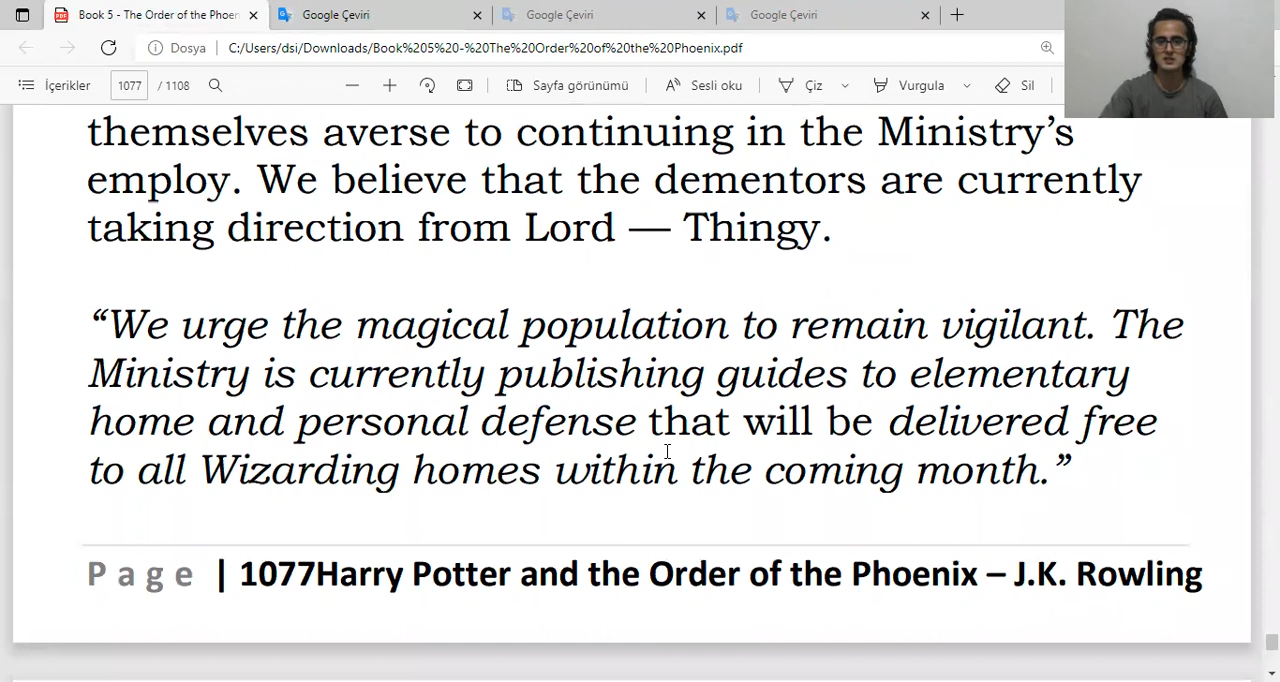 Book 5 - The Order of the Phoen
Google Çeviri
Google Çeviri
Google Çeviri
Dosya
C:/Users/dsi/Downloads/Book%205%20-%20The%20Order%20of%20the%20Phoenix.pdf
İçerikler
1077 / 1108
Sayfa görünümü
Sesli oku
Çiz
Vurgula
Sil
themselves averse to continuing in the Ministry’s
employ. We believe that the dementors are currently
taking direction from Lord — Thingy.
“We urge the magical population to remain vigilant. The
Ministry is currently publishing guides to elementary
home and personal defense that will be delivered free
to all Wizarding homes within the coming month.”
Page | 1077Harry Potter and the Order of the Phoenix – J.K. Rowling